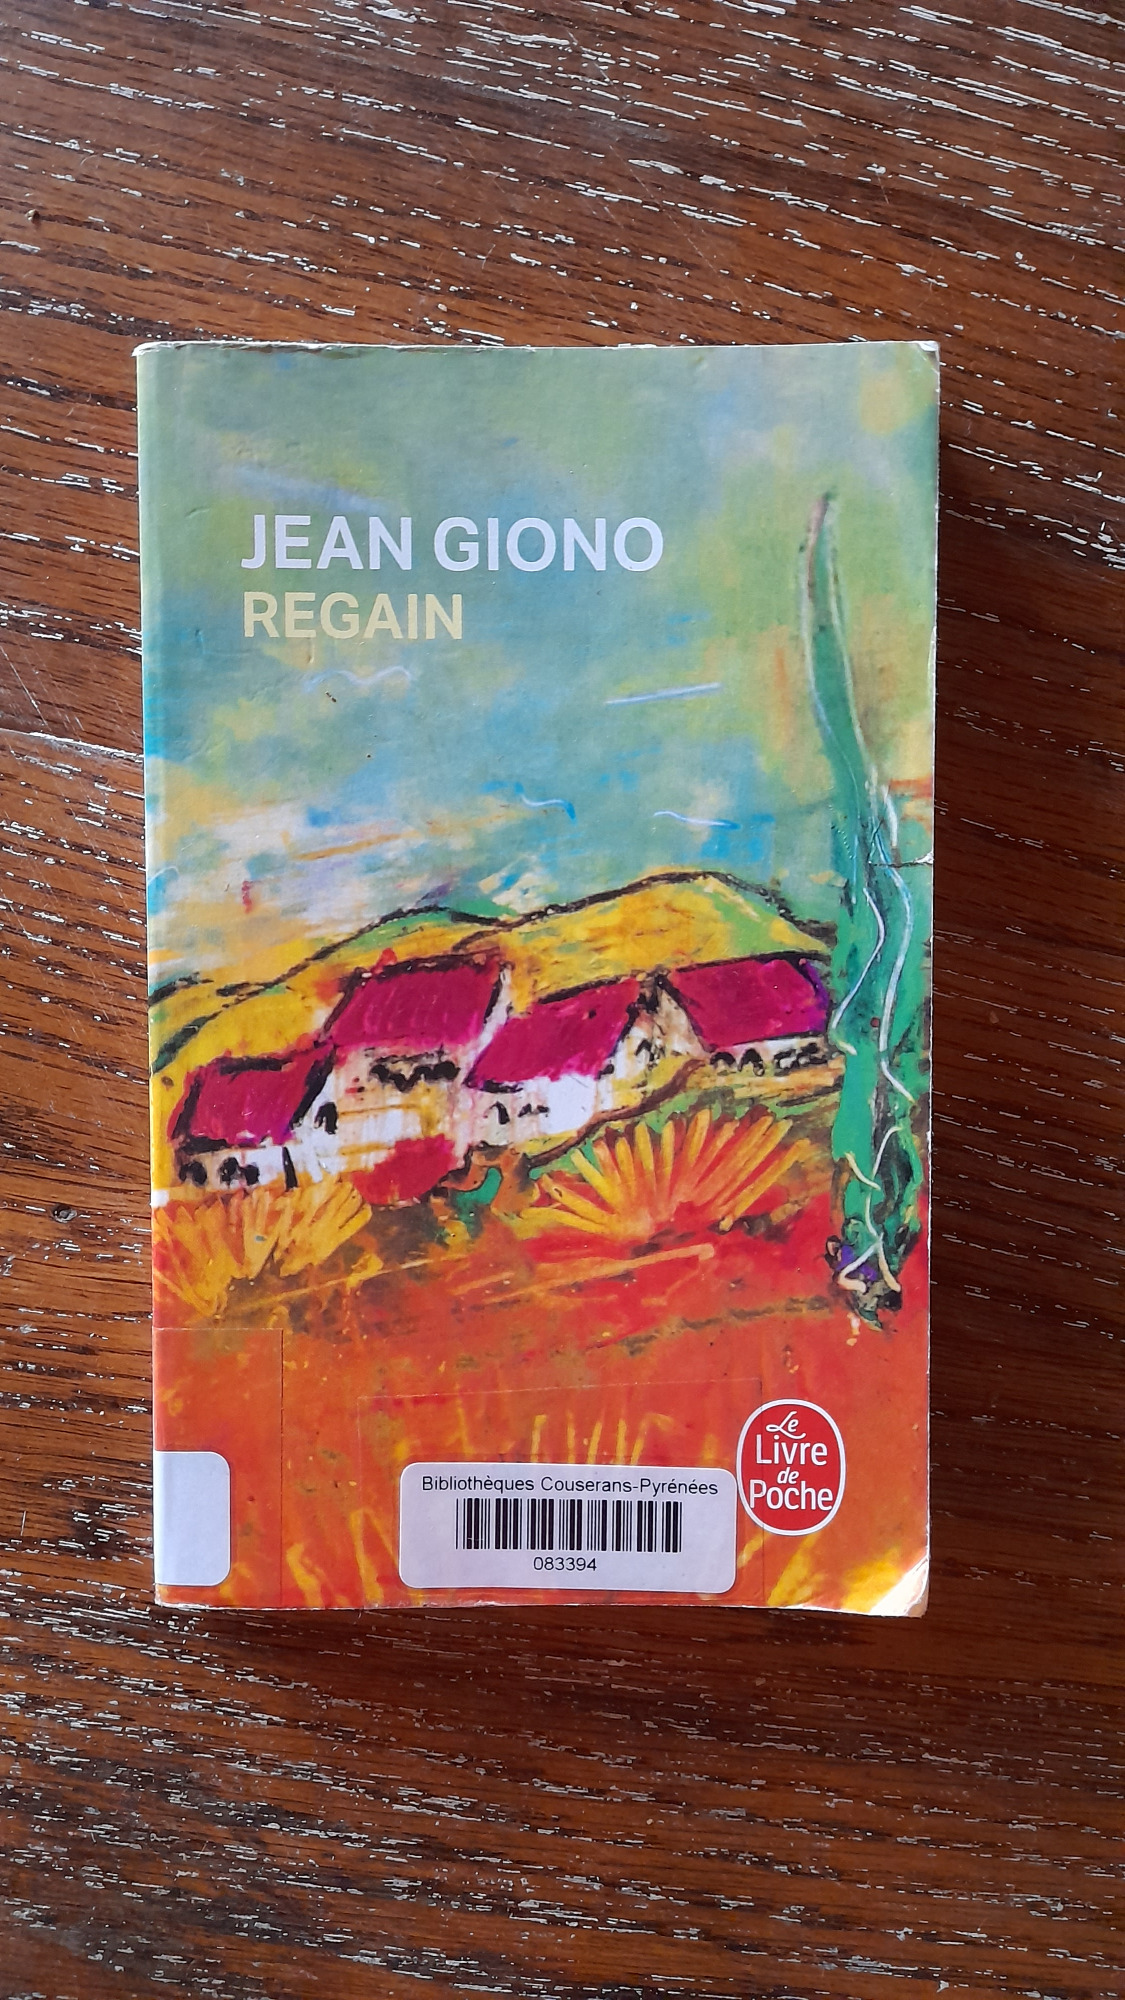 JEAN GIONO
REGAIN
Le
Livre
de
Poche
Bibliothèques Couserans-Pyrénées
083394